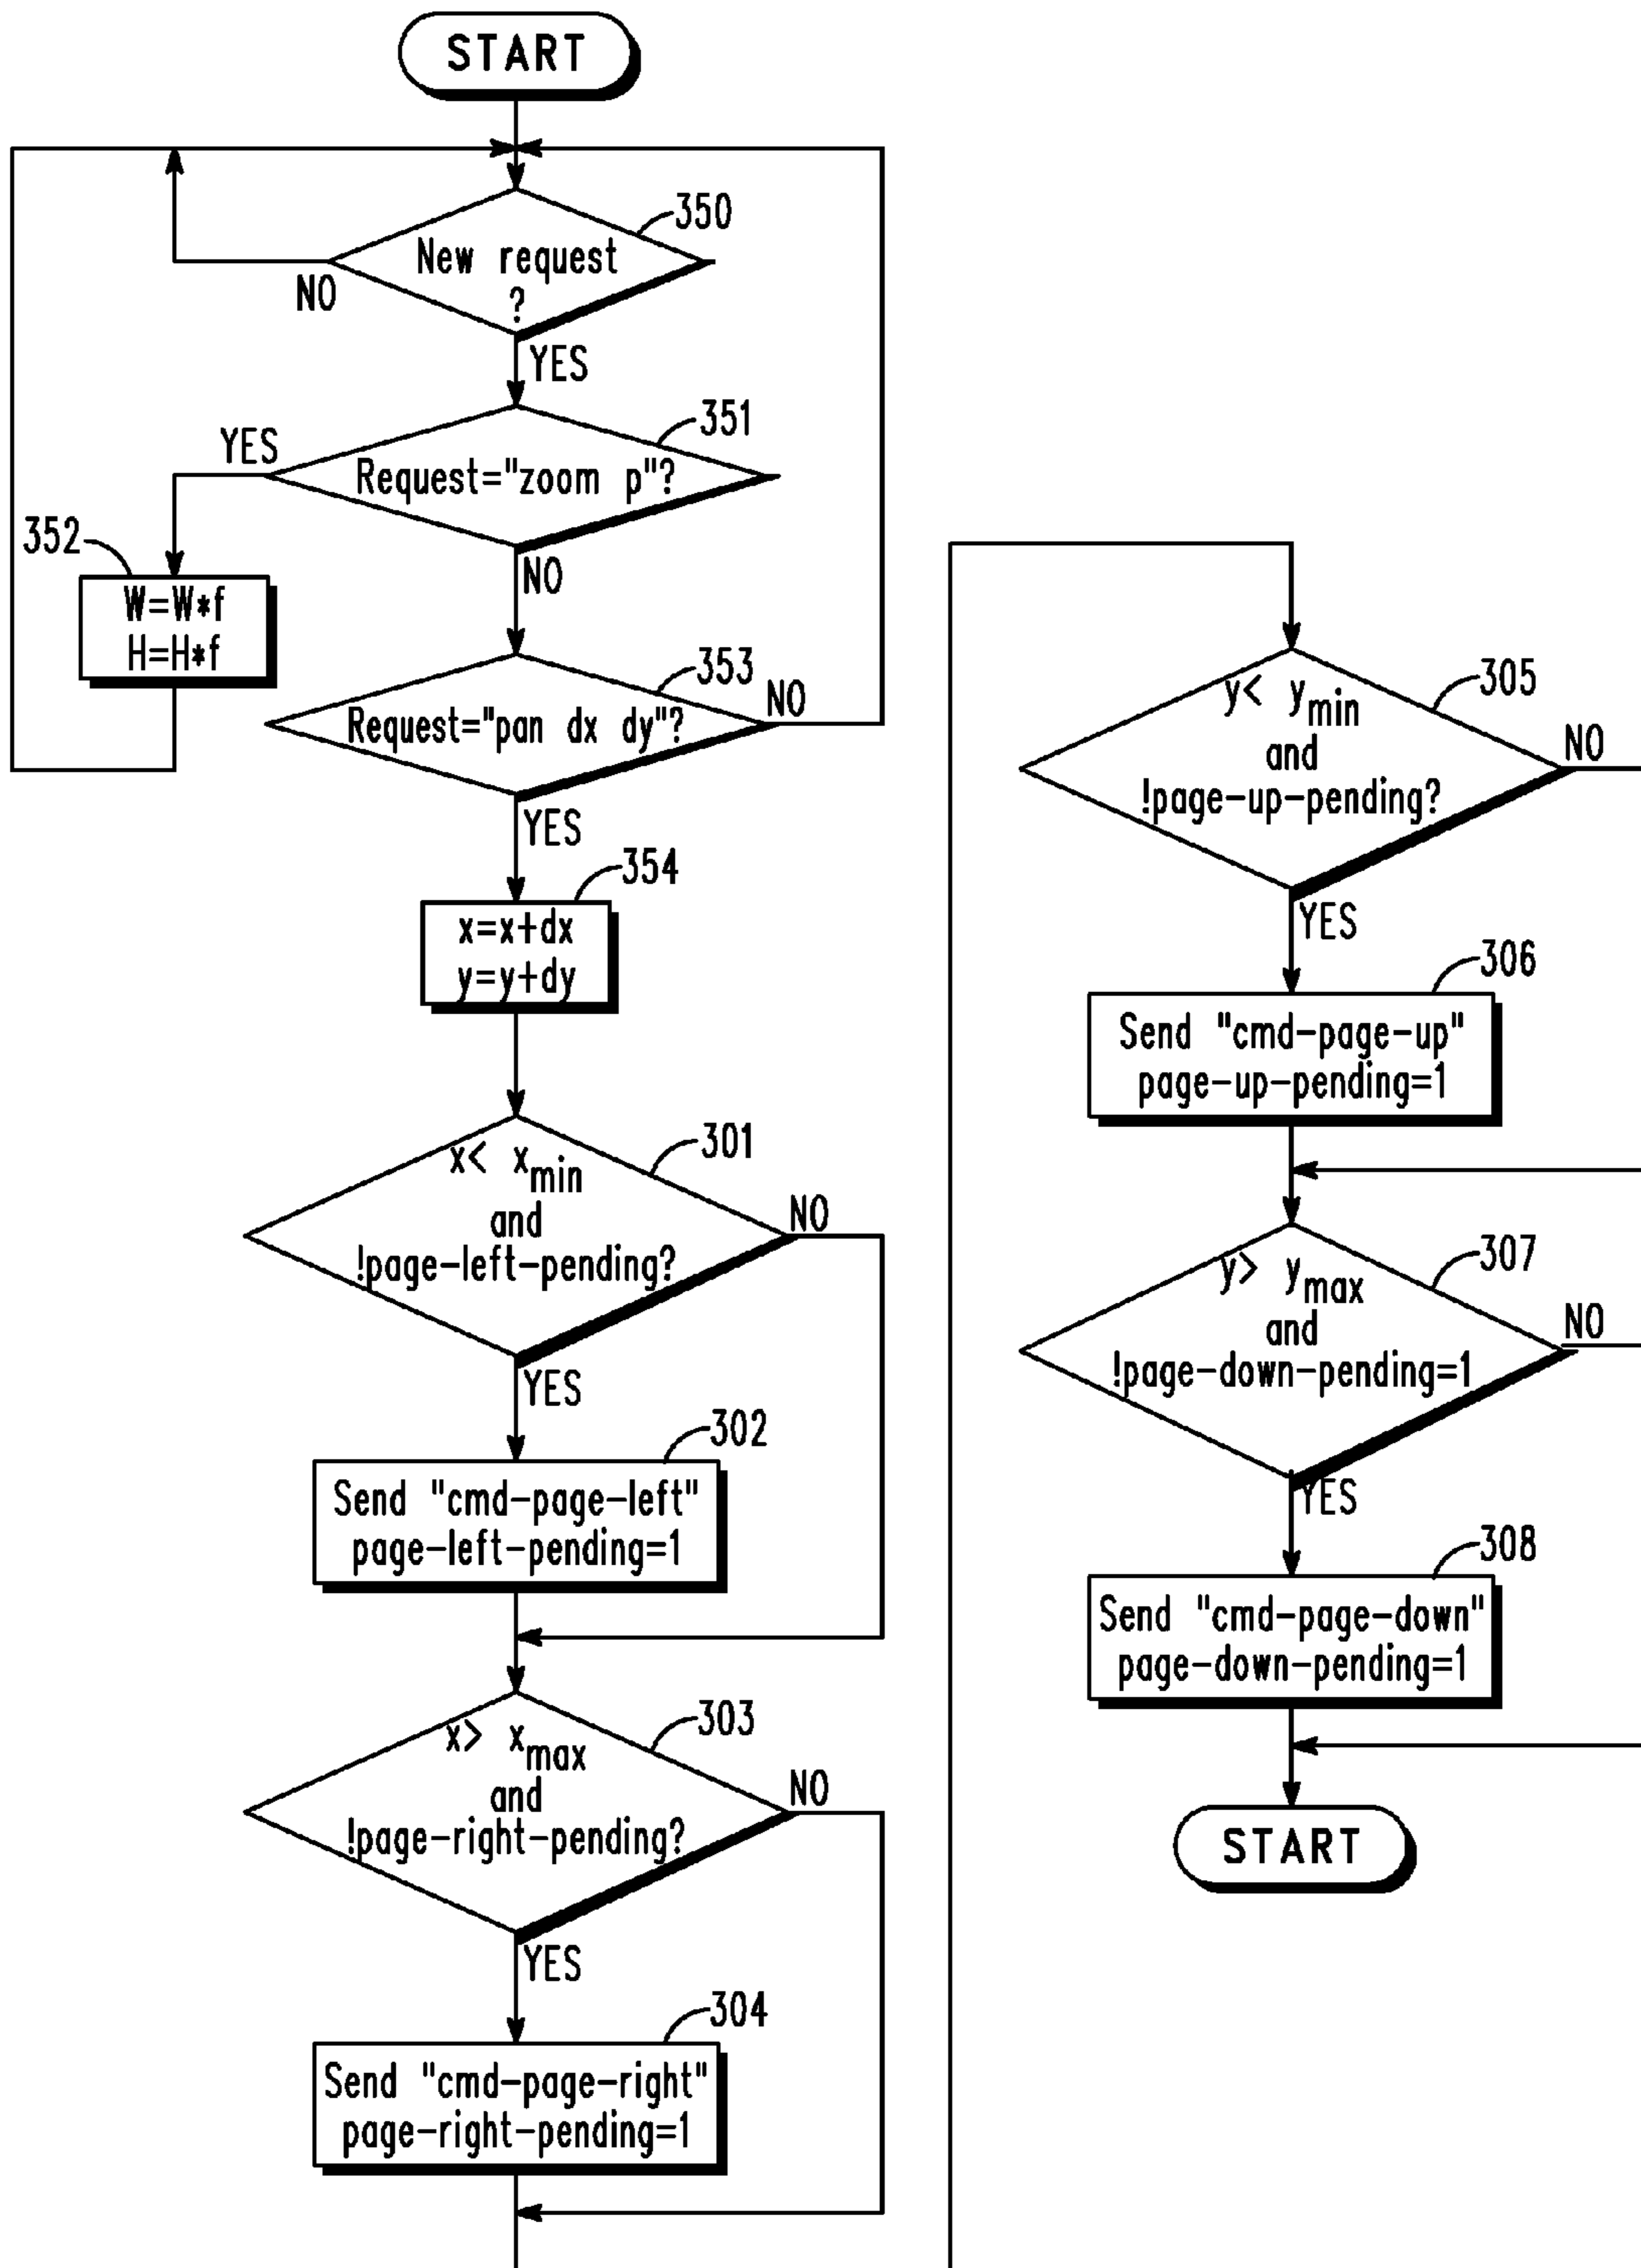 START
350
New request
?
NO
YES
351
YES
Request="zoom p"?
352
NO
W=W*f
H=H*f
353
NO
Request="pan dx dy"?
YES
354
x=x+dx
y=y+dy
301
x< xmin
and
!page-left-pending?
NO
YES
302
Send "cmd-page-left"
page-left-pending=1
303
x> xmax
and
!page-right-pending?
NO
YES
304
Send "cmd-page-right"
page-right-pending=1
305
y< ymin
and
!page-up-pending?
NO
YES
306
Send "cmd-page-up"
page-up-pending=1
307
y> ymax
and
!page-down-pending=1
NO
YES
308
Send "cmd-page-down"
page-down-pending=1
START